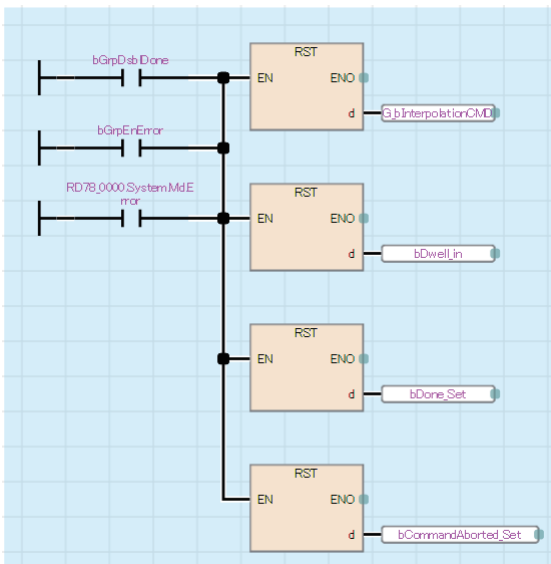 RST
bGrpDsblDone
EN ENO
d G_bInterpolationCMD
bGrpEnError
RD78_0000.System.Md.E
rror
RST
EN ENO
d bDwell_in
RST
EN ENO
d bDone_Set
RST
EN ENO
d bCommandAborted_Set